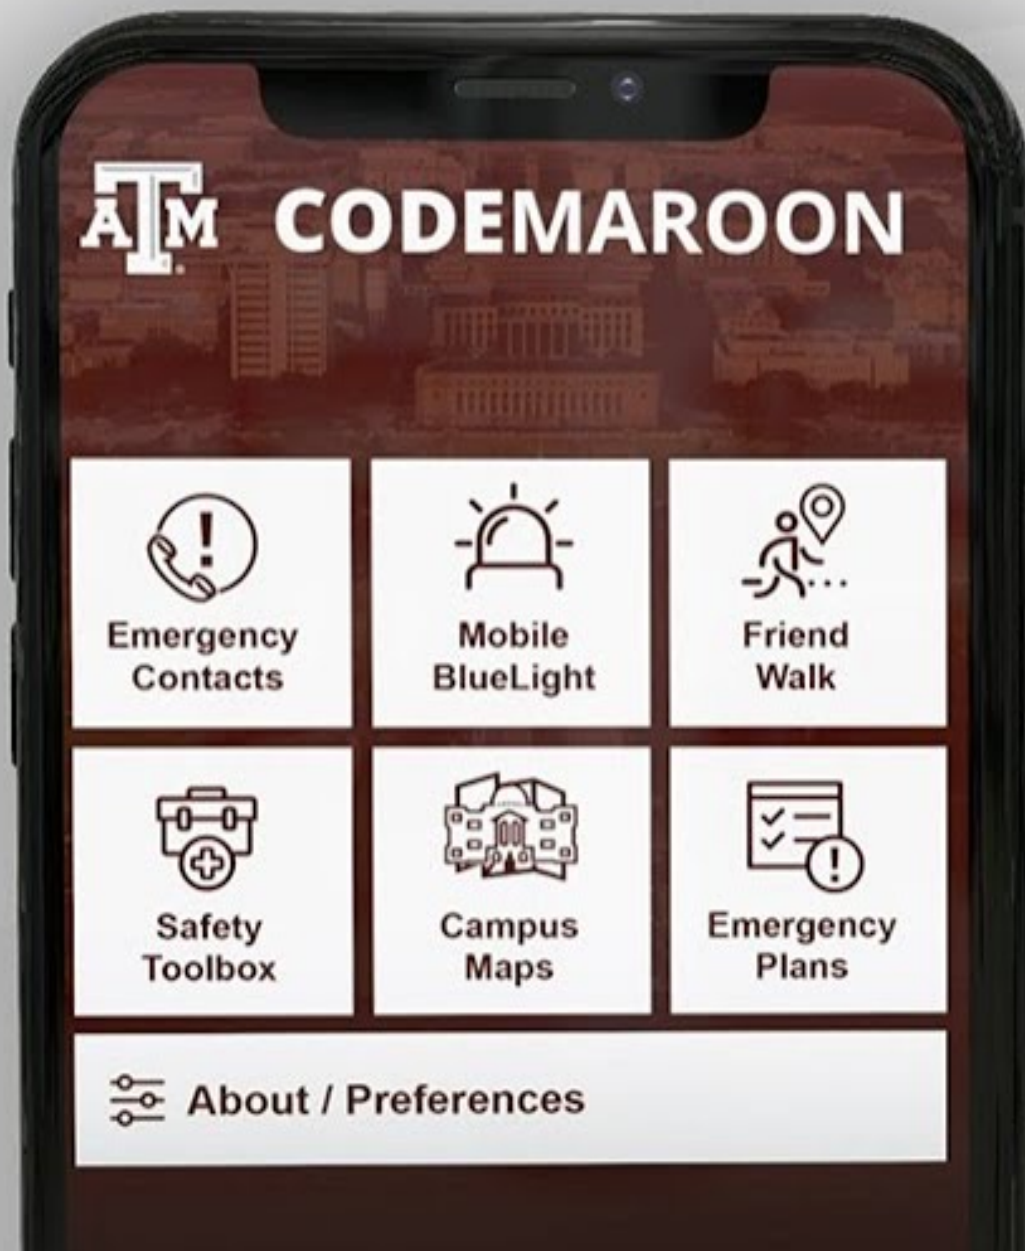 ATM CODEMAROON
Emergency
Contacts
Mobile
BlueLight
Friend
Walk
Safety
Toolbox
Campus
Maps
Emergency
Plans
About / Preferences